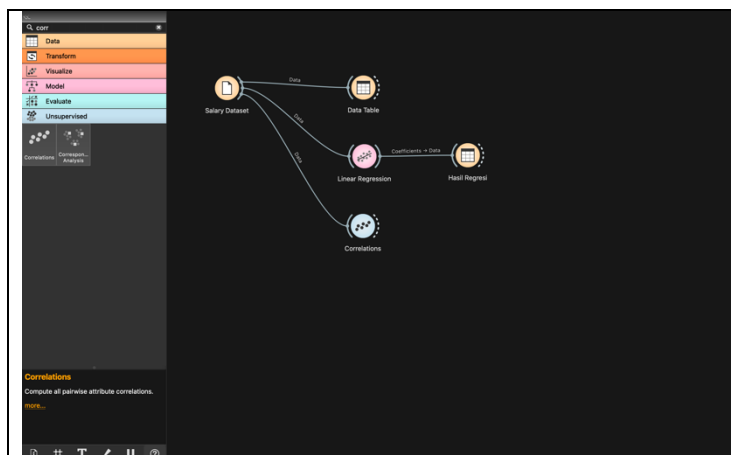 corr
Data
Transform
Visualize
Model
Evaluate
Unsupervised
Correlations
Correspon...
Analysis
Correlations
Compute all pairwise attribute correlations.
more...
Salary Dataset
Data
Data Table
Data
Linear Regression
Coefficients → Data
Hasil Regresi
Data
Correlations